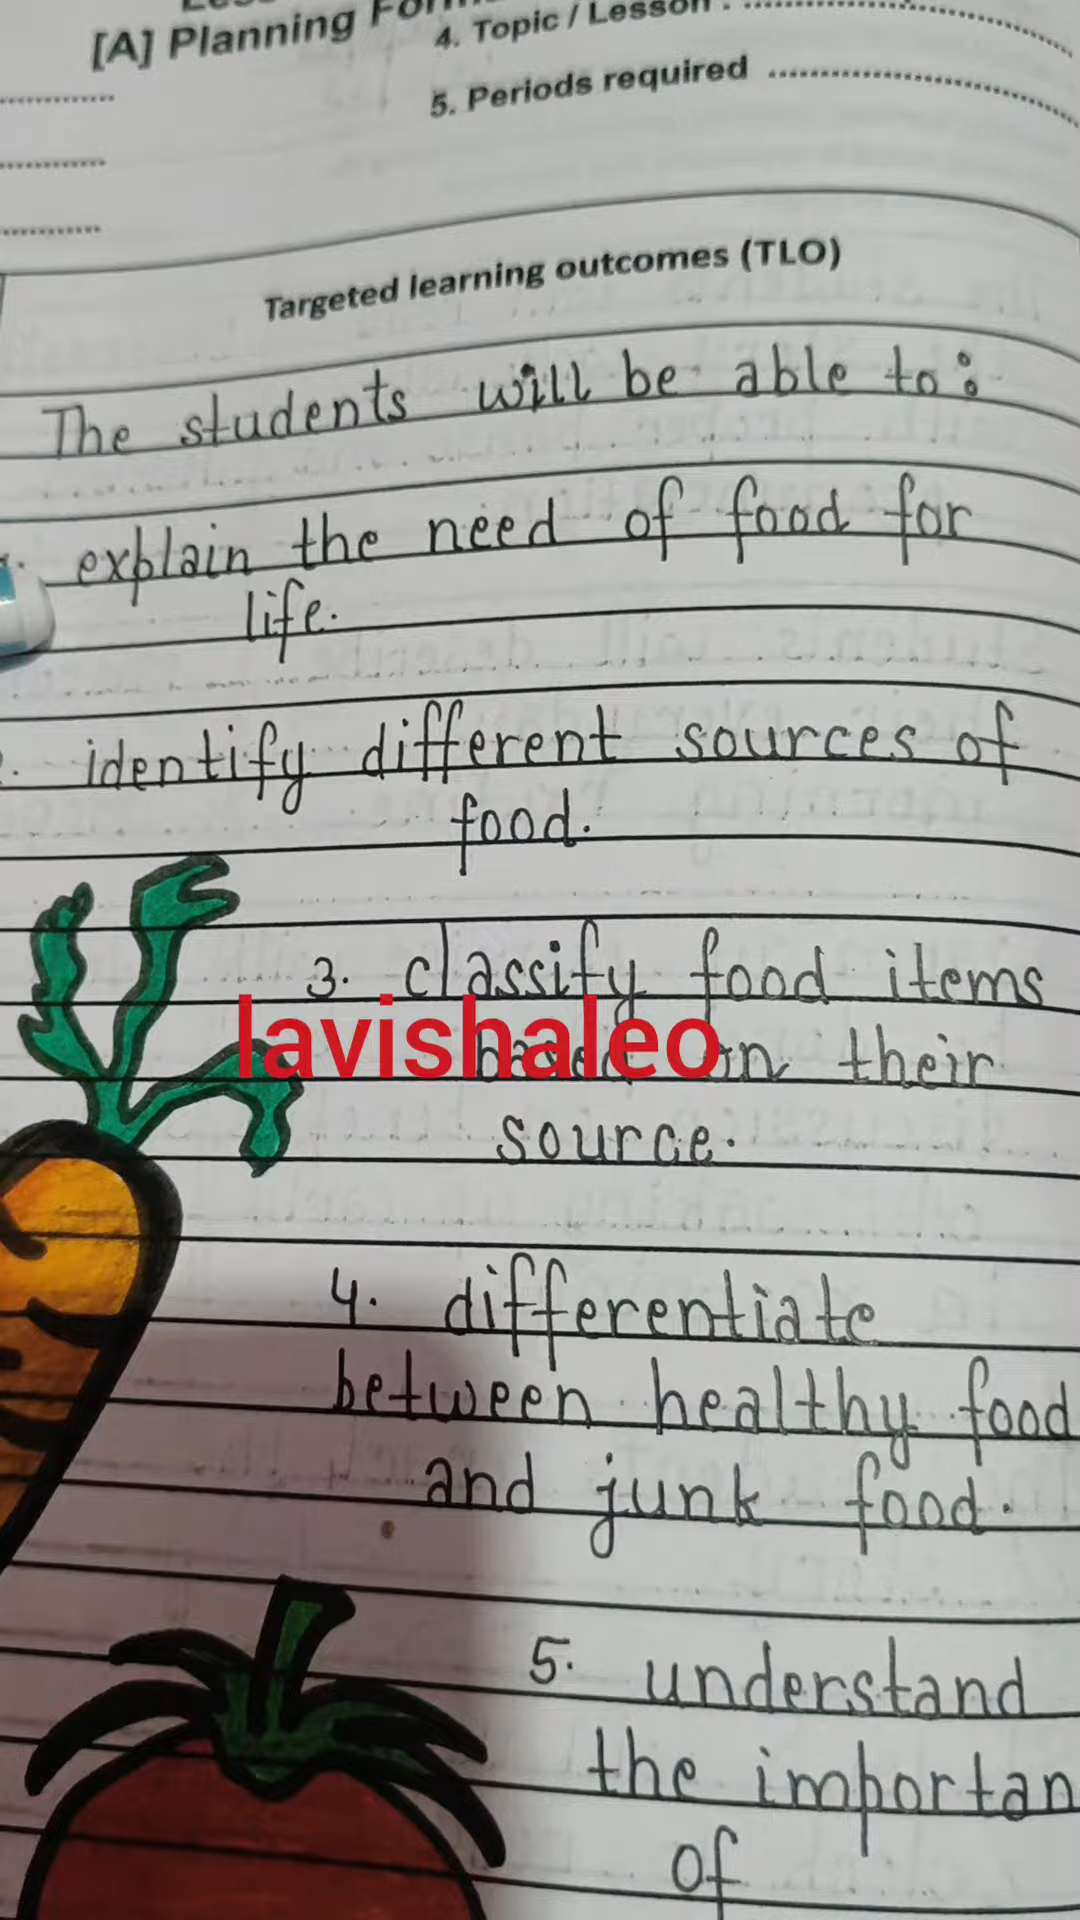 [A] Planning
4. Topic / Lesson :
5. Periods required
Targeted learning outcomes (TLO)
The students will be able to:
explain the need of food for
life.
identify different sources of
food.
3. classify food items
lavishaleo
based on their
source.
4. differentiate
between healthy food
and junk food.
5. understand
the importan
of